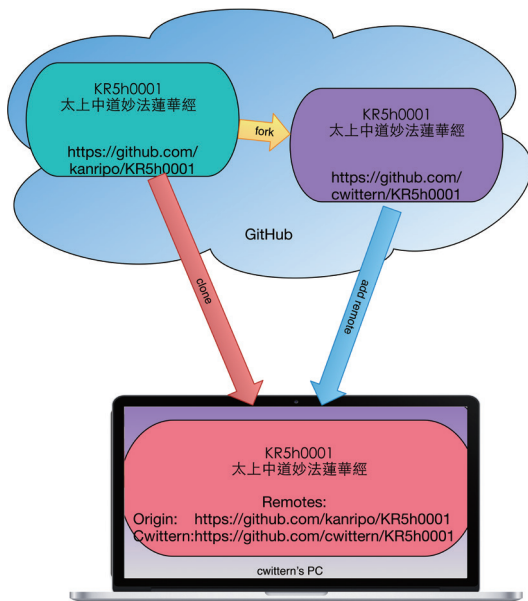 KR5h0001
太上中道妙法蓮華經
https://github.com/
kanripo/KR5h0001
fork
KR5h0001
太上中道妙法蓮華經
https://github.com/
cwittern/KR5h0001
GitHub
clone
add remote
KR5h0001
太上中道妙法蓮華經
Remotes:
Origin: https://github.com/kanripo/KR5h0001
Cwittern:https://github.com/cwittern/KR5h0001
cwittern's PC